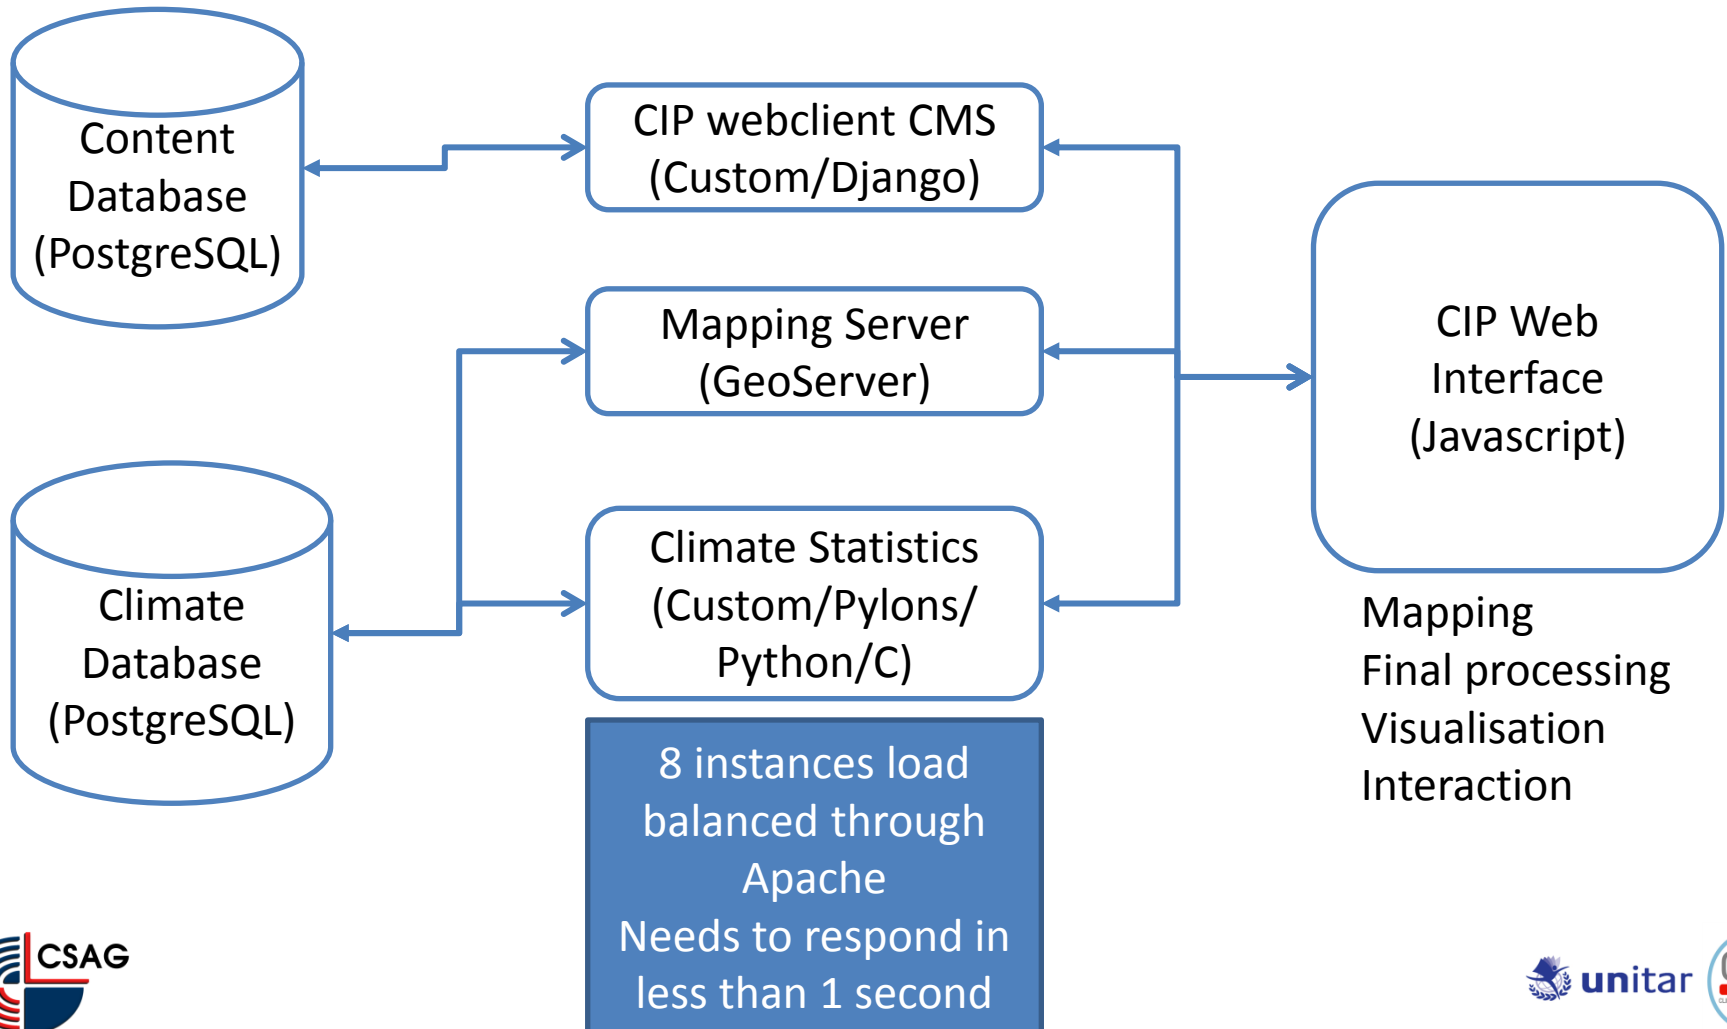 Content
Database
(PostgreSQL)
CIP webclient CMS
(Custom/Django)
Mapping Server
(GeoServer)
CIP Web
Interface
(Javascript)
Climate
Database
(PostgreSQL)
Climate Statistics
(Custom/Pylons/
Python/C)
8 instances load
balanced through
Apache
Needs to respond in
less than 1 second
Mapping
Final processing
Visualisation
Interaction
CSAG
unitar